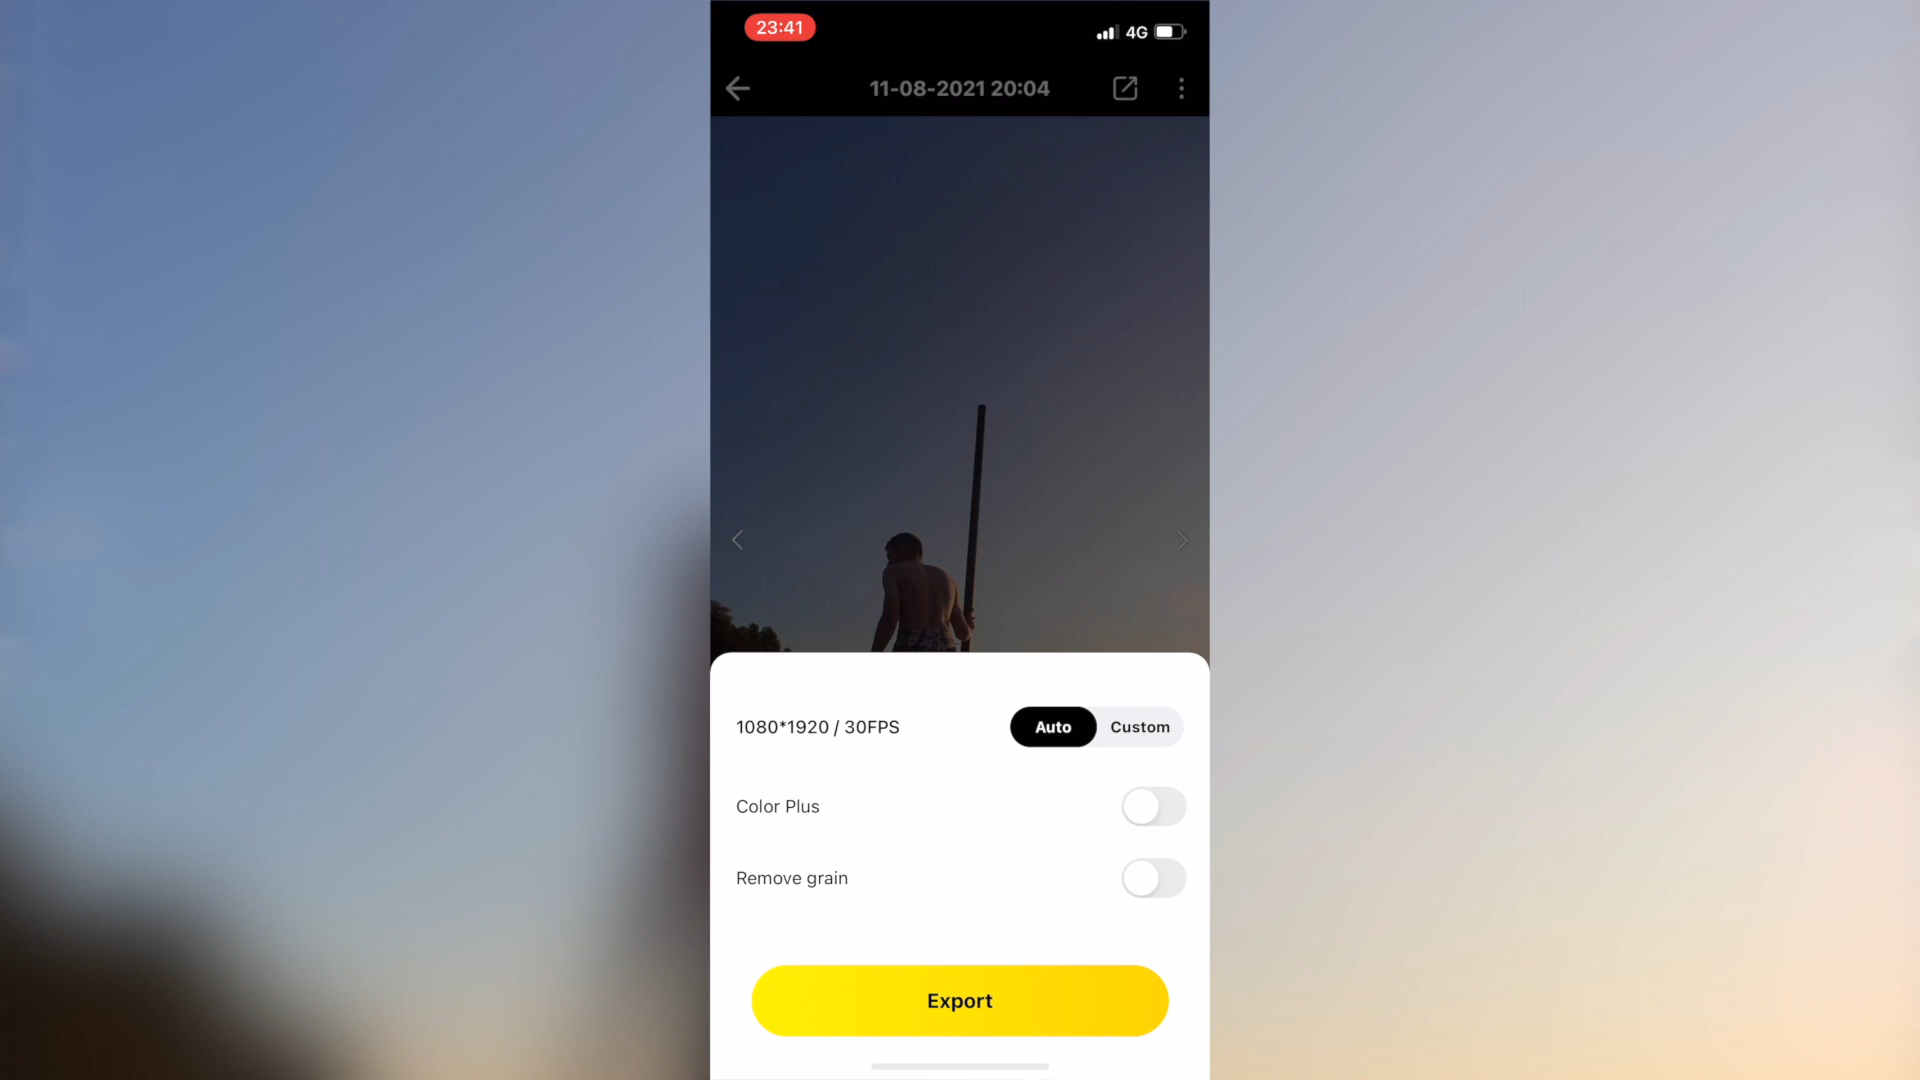 23:41
4G
11-08-2021 20:04
1080*1920 / 30FPS
Auto
Custom
Color Plus
Remove grain
Export